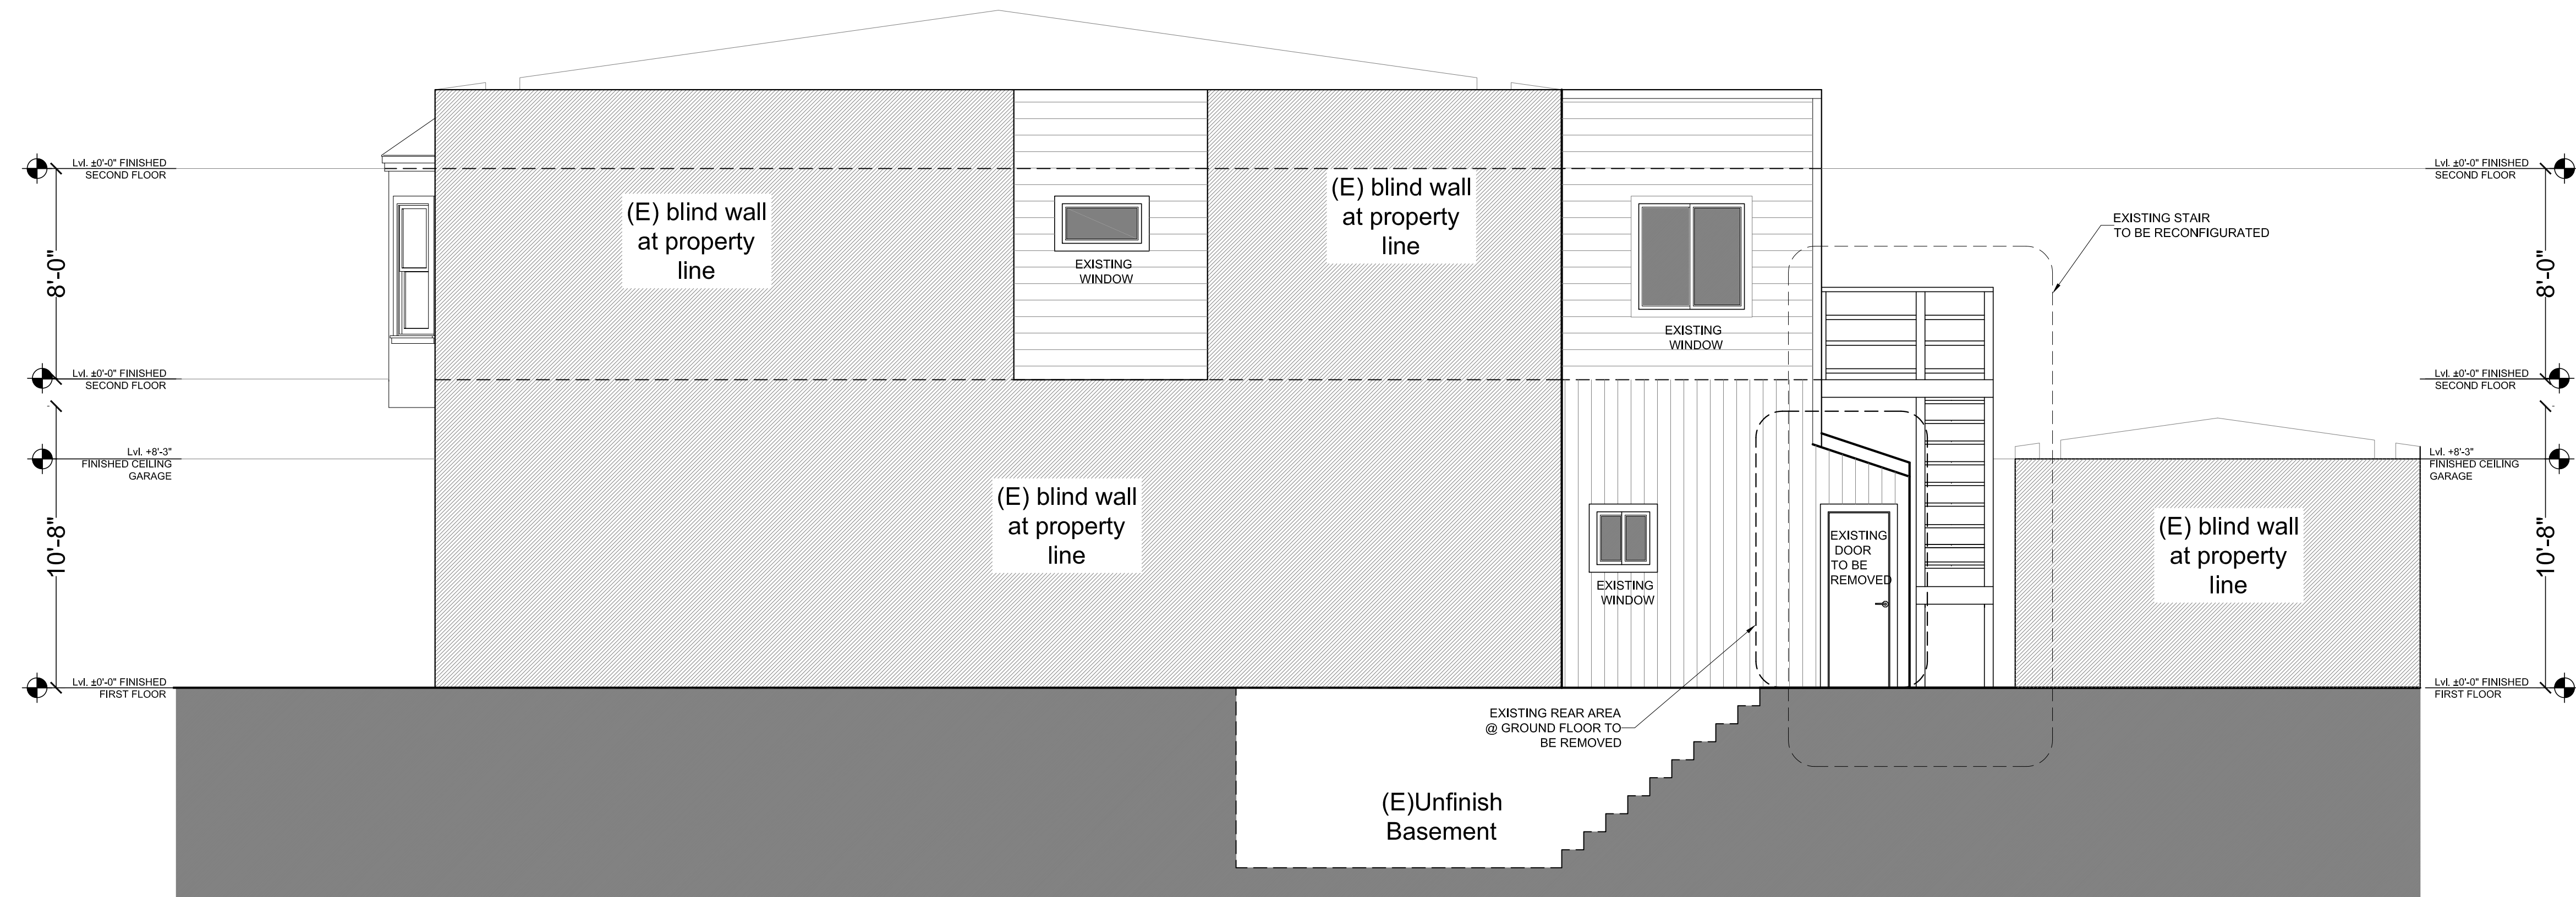 Lvl. ±0'-0" FINISHED
SECOND FLOOR
8'-0"
Lvl. ±0'-0" FINISHED
SECOND FLOOR
Lvl. +8'-3"
FINISHED CEILING
GARAGE
10'-8"
Lvl. ±0'-0" FINISHED
FIRST FLOOR
(E) blind wall
at property
line
EXISTING
WINDOW
(E) blind wall
at property
line
EXISTING
WINDOW
EXISTING STAIR
TO BE RECONFIGURATED
(E) blind wall
at property
line
EXISTING
WINDOW
EXISTING
DOOR
TO BE
REMOVED
(E) blind wall
at property
line
EXISTING REAR AREA
@ GROUND FLOOR TO
BE REMOVED
(E)Unfinish
Basement
Lvl. ±0'-0" FINISHED
SECOND FLOOR
8'-0"
Lvl. ±0'-0" FINISHED
SECOND FLOOR
Lvl. +8'-3"
FINISHED CEILING
GARAGE
10'-8"
Lvl. ±0'-0" FINISHED
FIRST FLOOR